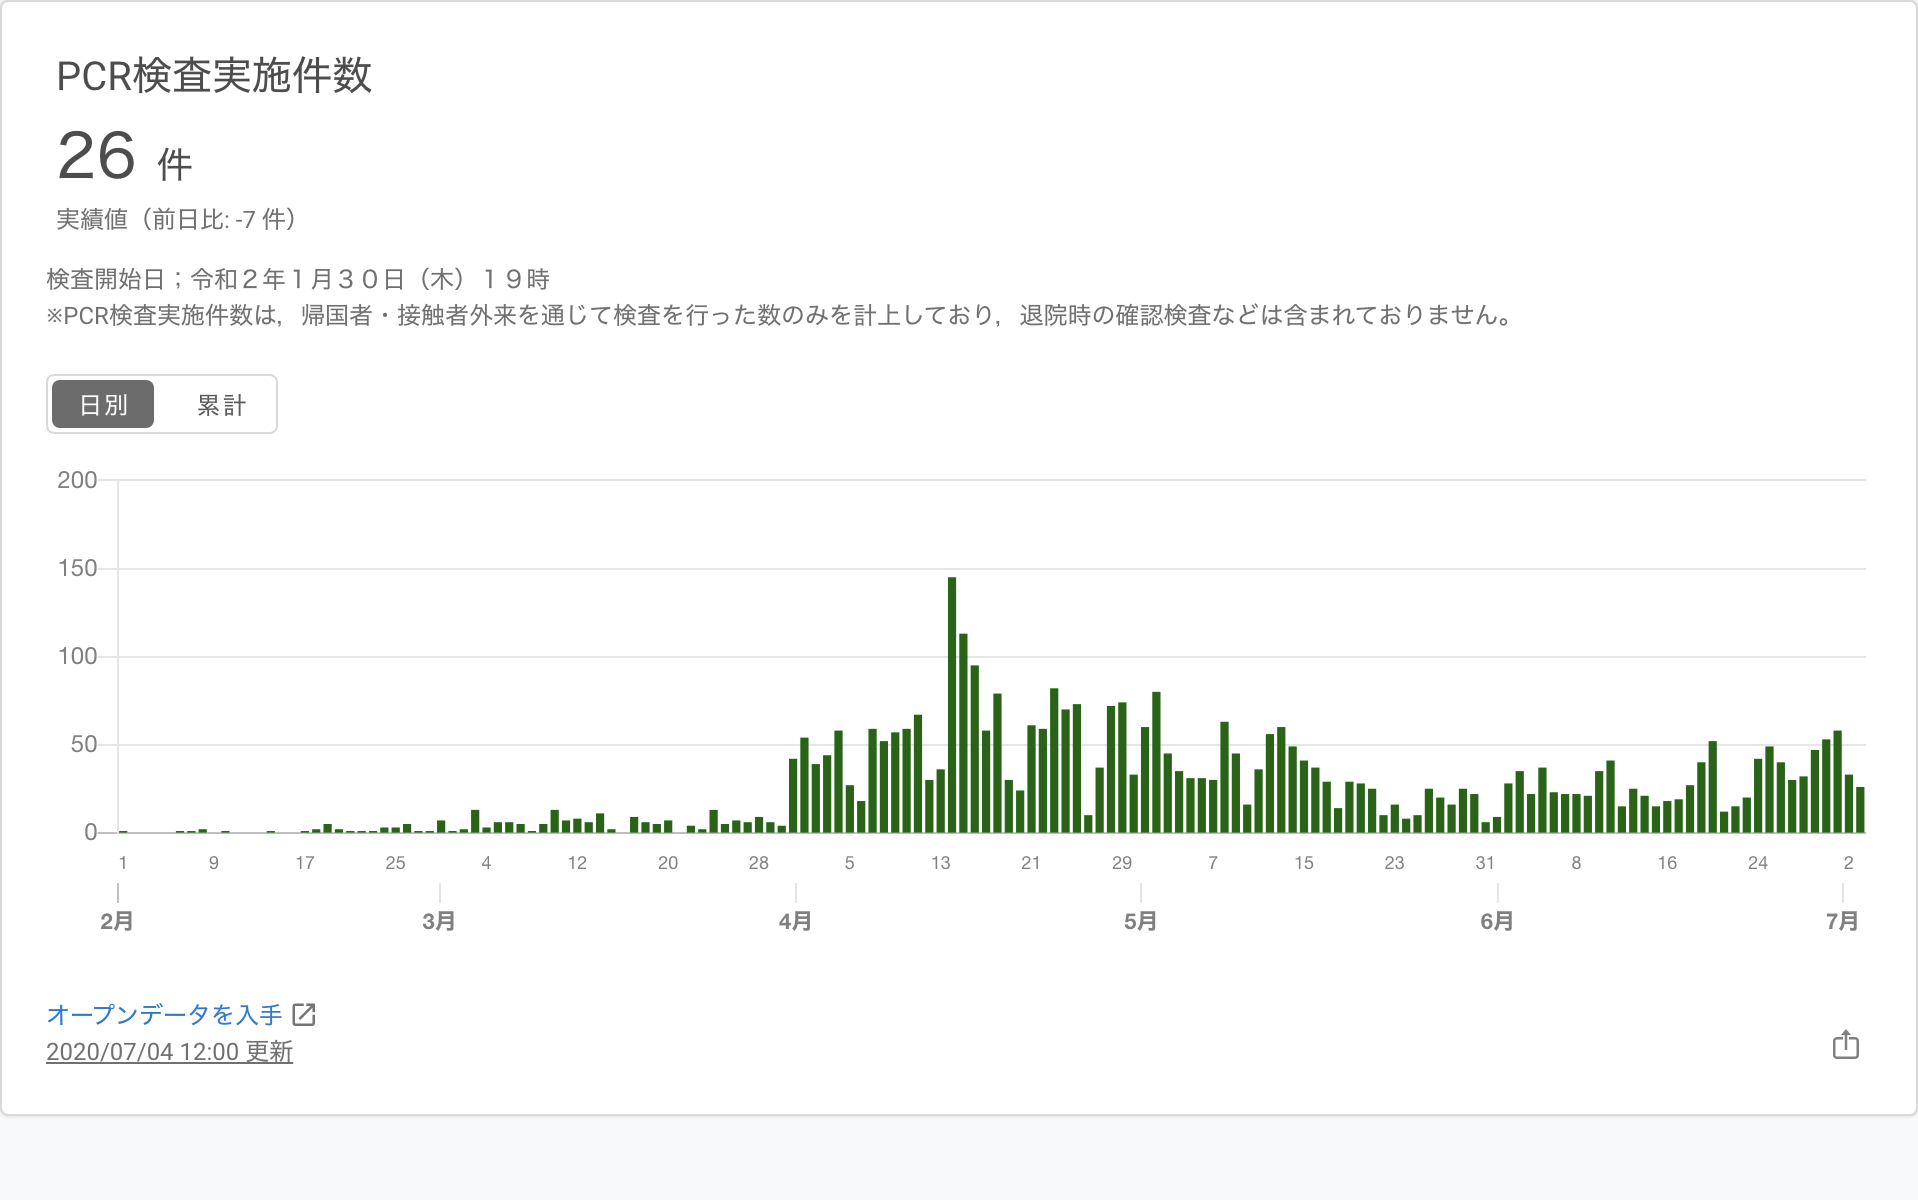 PCR検査実施件数
26 件
実績値（前日比: -7 件）
検査開始日；令和２年１月３０日（木）１９時
※PCR検査実施件数は，帰国者・接触者外来を通じて検査を行った数のみを計上しており，退院時の確認検査などは含まれておりません。
日別 累計
200
150
100
50
0
1 9 17 25 4 12 20 28 5 13 21 29 7 15 23 31 8 16 24 2
2月 3月 4月 5月 6月 7月
オープンデータを入手
2020/07/04 12:00 更新